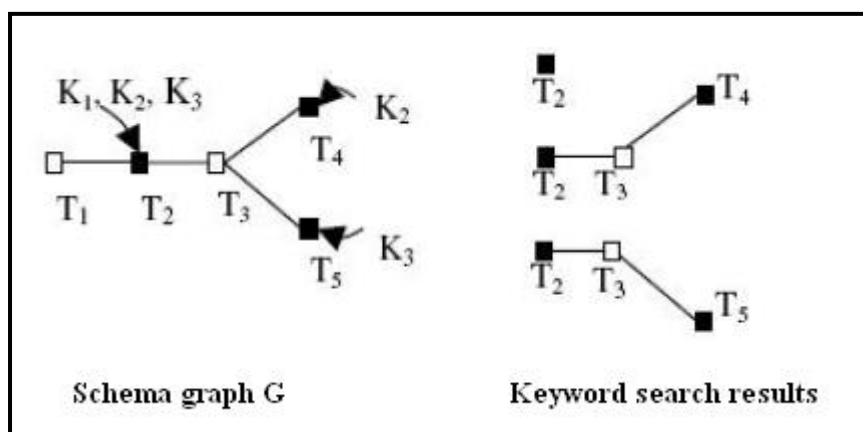 K₁, K₂, K₃
K₂
T₄
T₁
T₂
T₃
K₃
T₅
Schema graph G
T₂
T₄
T₂
T₃
T₂
T₃
T₅
Keyword search results